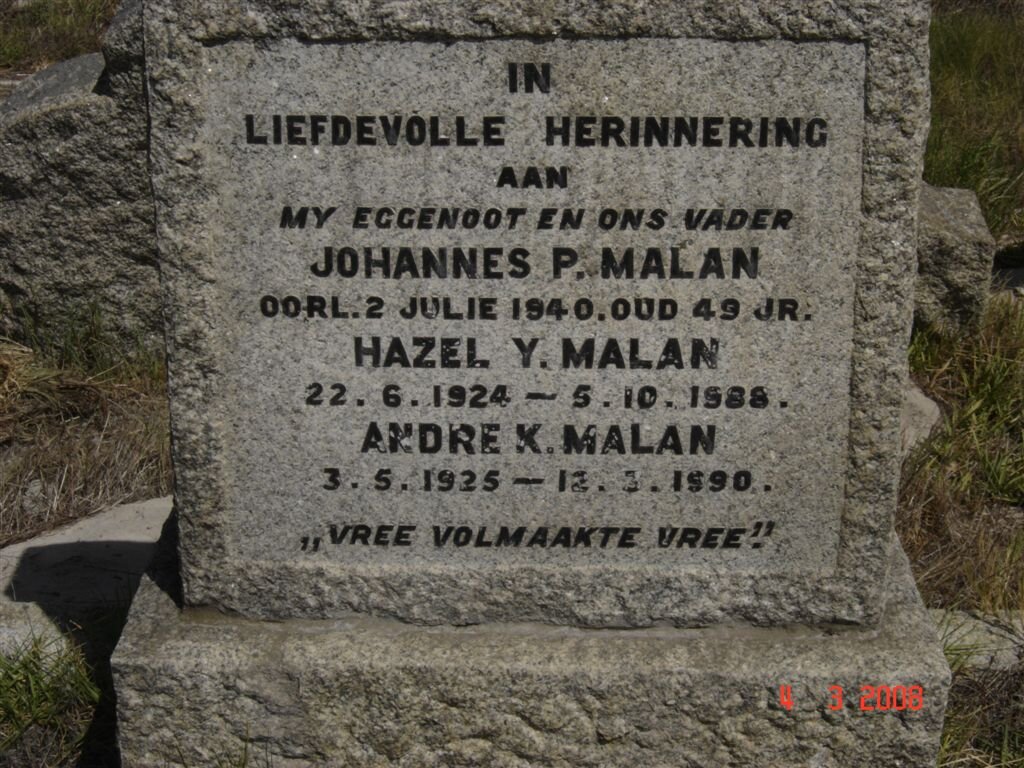 IN
LIEFDEVOLLE HERINNERING
AAN
MY EGGENOOT EN ONS VADER
JOHANNES P. MALAN
OORL. 2 JULIE 1940. OUD 49 JR.
HAZEL Y. MALAN
22. 6. 1924 – 5. 10. 1988.
ANDRE K. MALAN
3. 5. 1925 – 12. 3. 1990.
„VREE VOLMAAKTE VREE".
4 3 2008